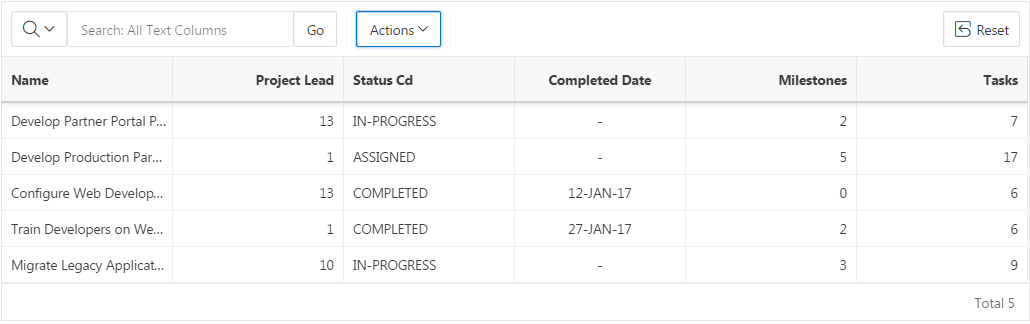 Search: All Text Columns Go Actions Reset
Name Project Lead Status Cd Completed Date Milestones Tasks
Develop Partner Portal P... 13 IN-PROGRESS - 2 7
Develop Production Par... 1 ASSIGNED - 5 17
Configure Web Develop... 13 COMPLETED 12-JAN-17 0 6
Train Developers on We... 1 COMPLETED 27-JAN-17 2 6
Migrate Legacy Applicat... 10 IN-PROGRESS - 3 9
Total 5